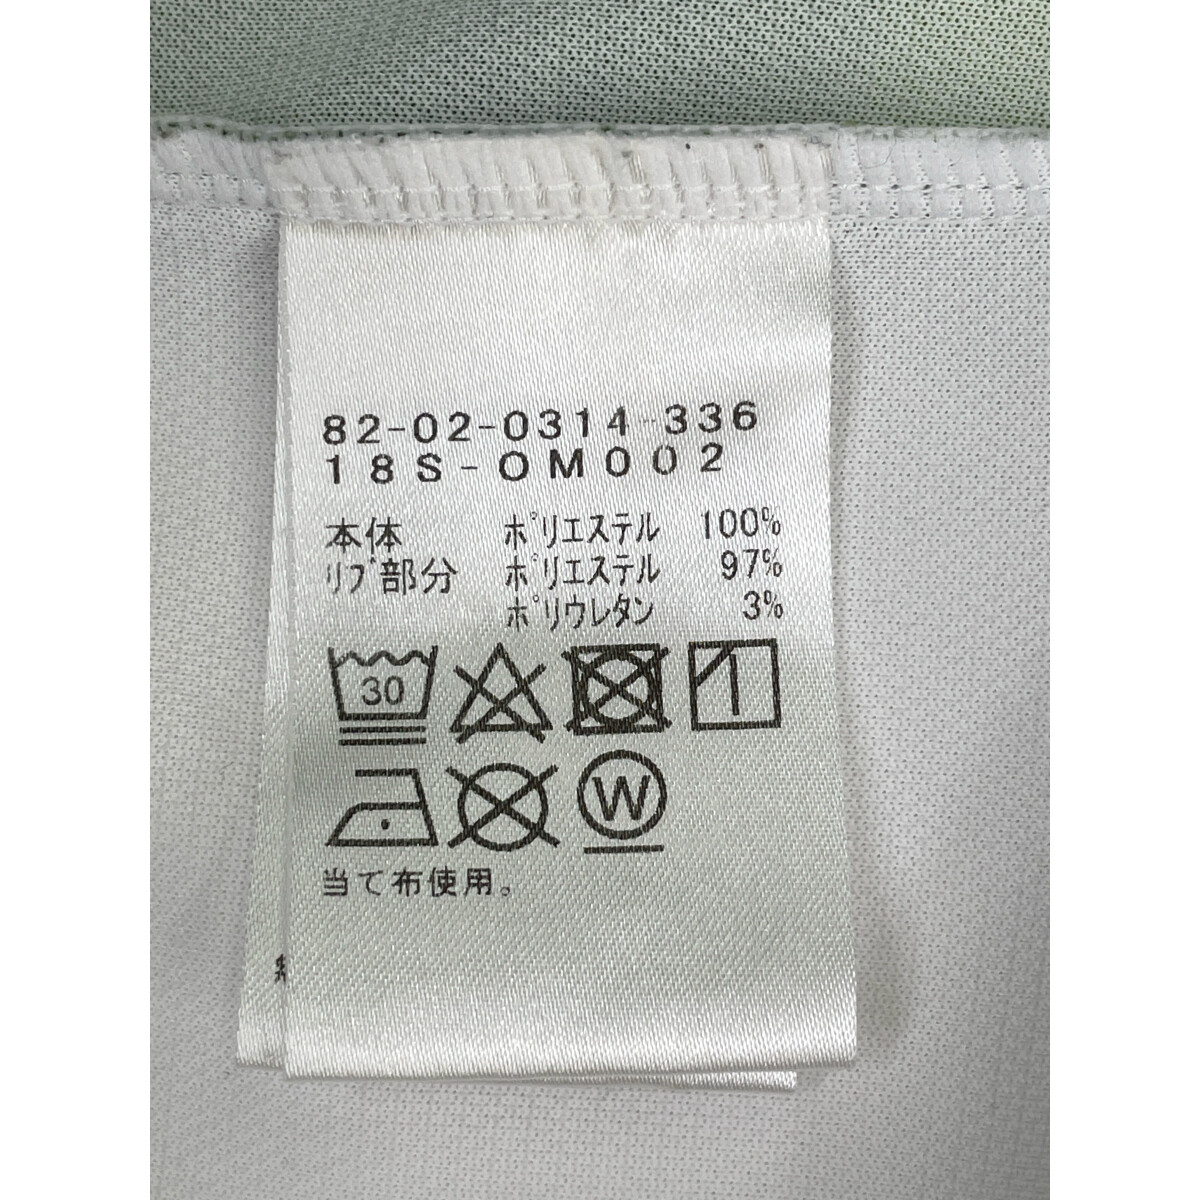 82-02-0314-336
18S-OM002
本体 ポリエステル 100%
リブ部分 ポリエステル 97%
ポリウレタン 3%
30
W
当て布使用。